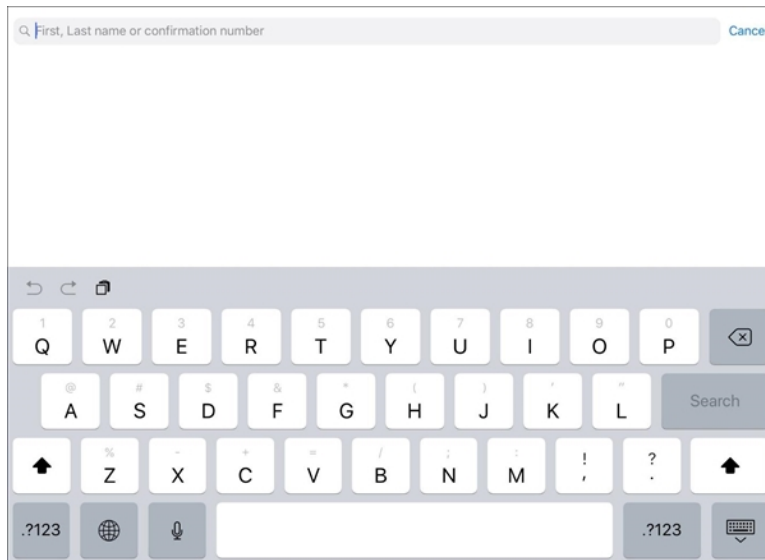 First, Last name or confirmation number Cance
1 2 3 4 5 6 7 8 9 0
Q W E R T Y U I O P
@ # $ & * ( ) ' "
A S D F G H J K L Search
% - + = / ; : ! ?
Z X C V B N M , .
.?123 .?123